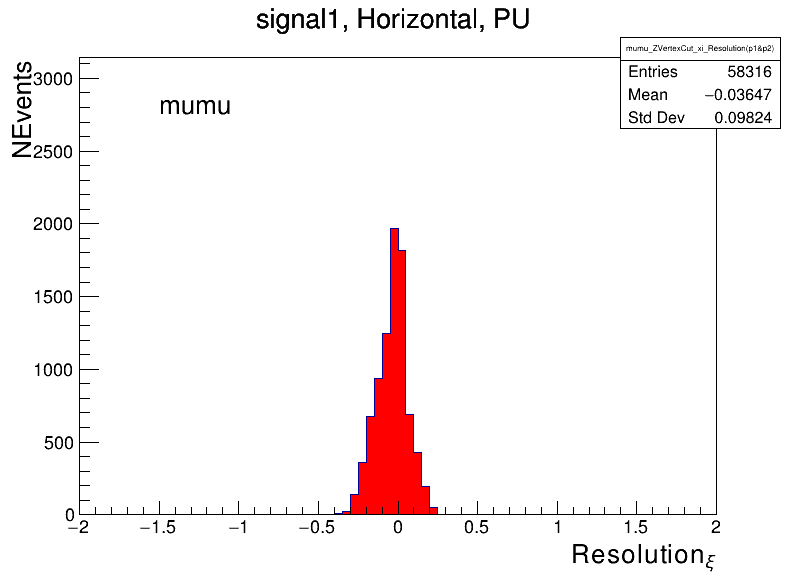 signal1, Horizontal, PU
mumu_ZVertexCut_xi_Resolution(p1&p2)
Entries 58316
Mean −0.03647
Std Dev 0.09824
NEvents
mumu
3000
2500
2000
1500
1000
500
0
−2 −1.5 −1 −0.5 0 0.5 1 1.5 2
Resolutionξ